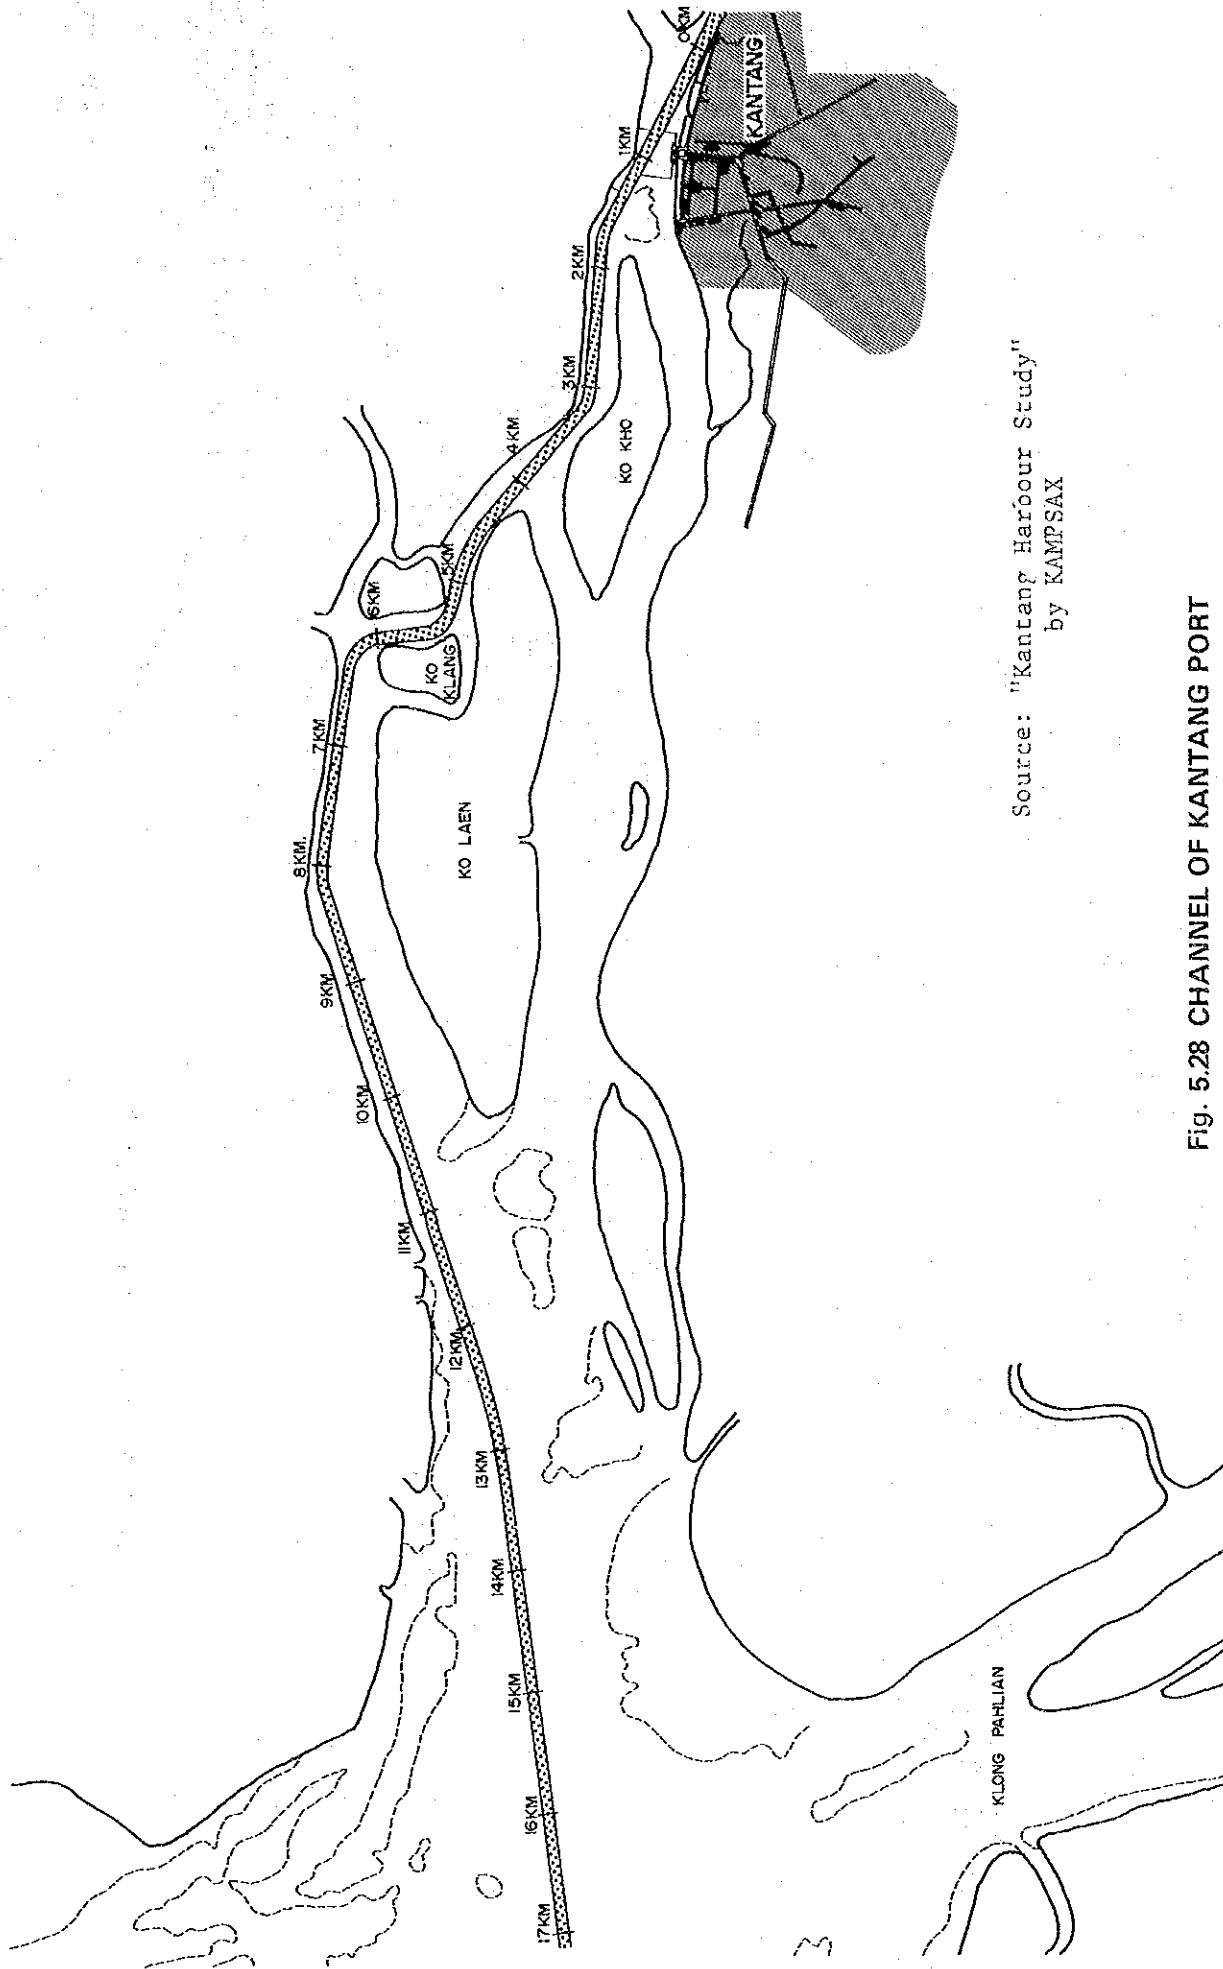 0KM
KANTANG
1KM
2KM
3KM
KO KHO
4KM
5KM
6KM
KO
KLANG
7KM
KO LAEN
8KM.
9KM
10KM
11KM
12KM
13KM
14KM
15KM
16KM
17KM
KLONG PAHLIAN
Source: "Kantang Harbour Study"
by KAMPSAX
Fig. 5.28 CHANNEL OF KANTANG PORT